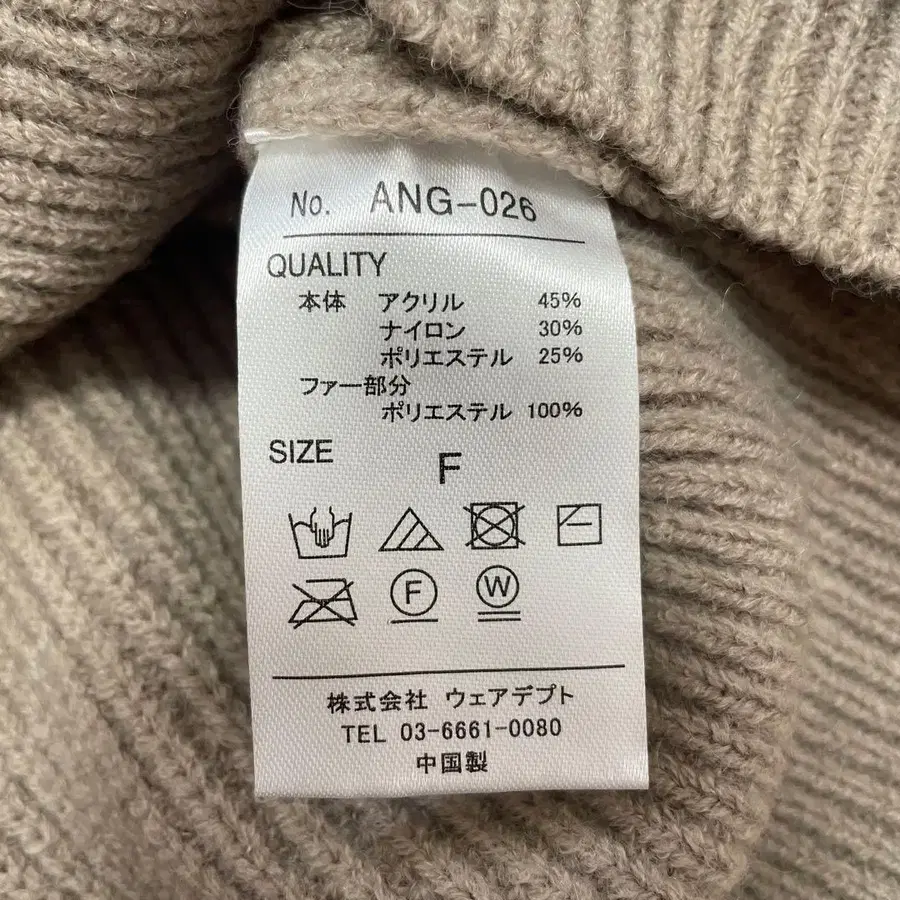 No. ANG-026
QUALITY
本体 アクリル 45%
ナイロン 30%
ポリエステル 25%
ファー部分
ポリエステル 100%
SIZE
F
F W
株式会社 ウェアデプト
TEL 03-6661-0080
中国製